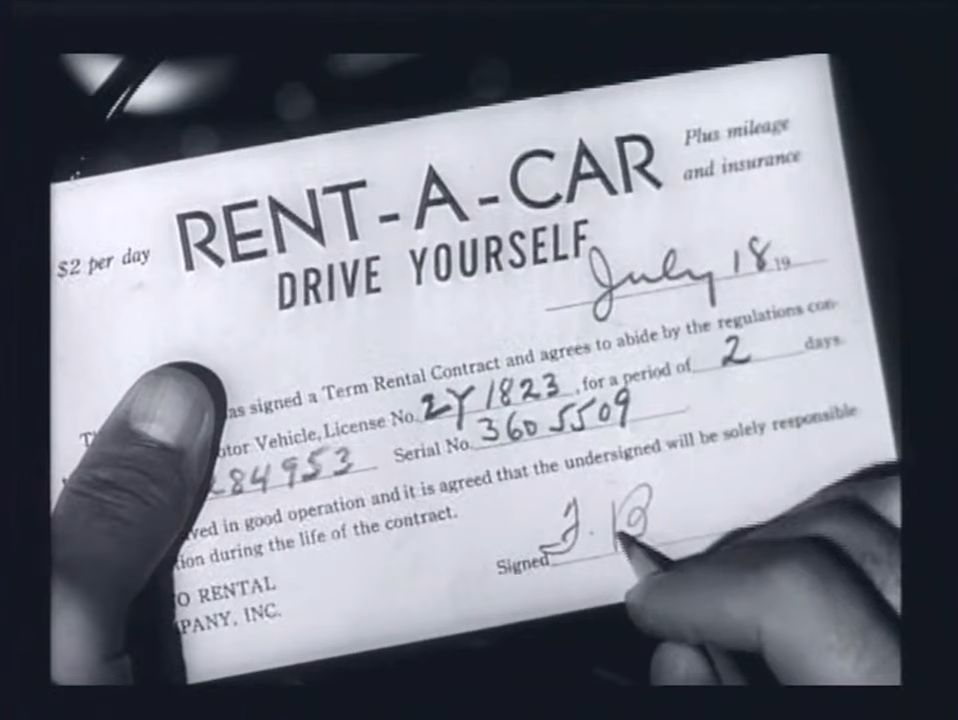 Plus mileage
and insurance
$2 per day
RENT-A-CAR
DRIVE YOURSELF
July 18 19
as signed a Term Rental Contract and agrees to abide by the regulations con-
otor Vehicle, License No. 2Y 1823, for a period of 2 days
84953 Serial No. 3605509
ved in good operation and it is agreed that the undersigned will be solely responsible
ion during the life of the contract.
O RENTAL
PANY, INC.
Signed J. B